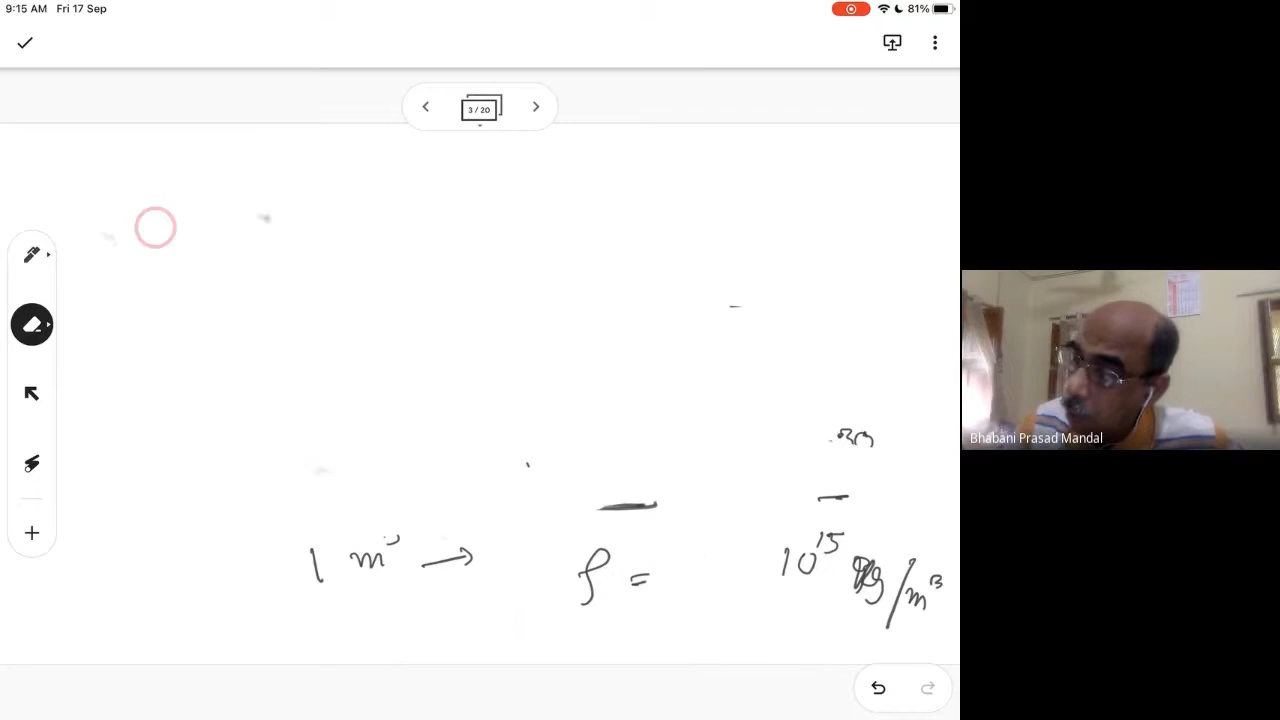 9:15 AM Fri 17 Sep
81%
3 / 20
1 m³ → ρ = 10¹⁵ kg/m³
Bhabani Prasad Mandal